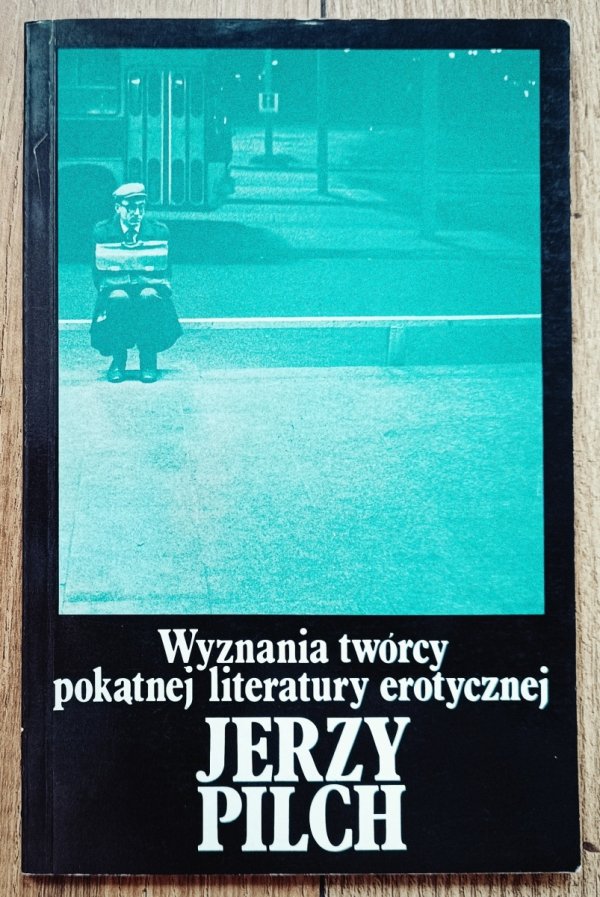 Wyznania twórcy
pokątnej literatury erotycznej
JERZY
PILCH